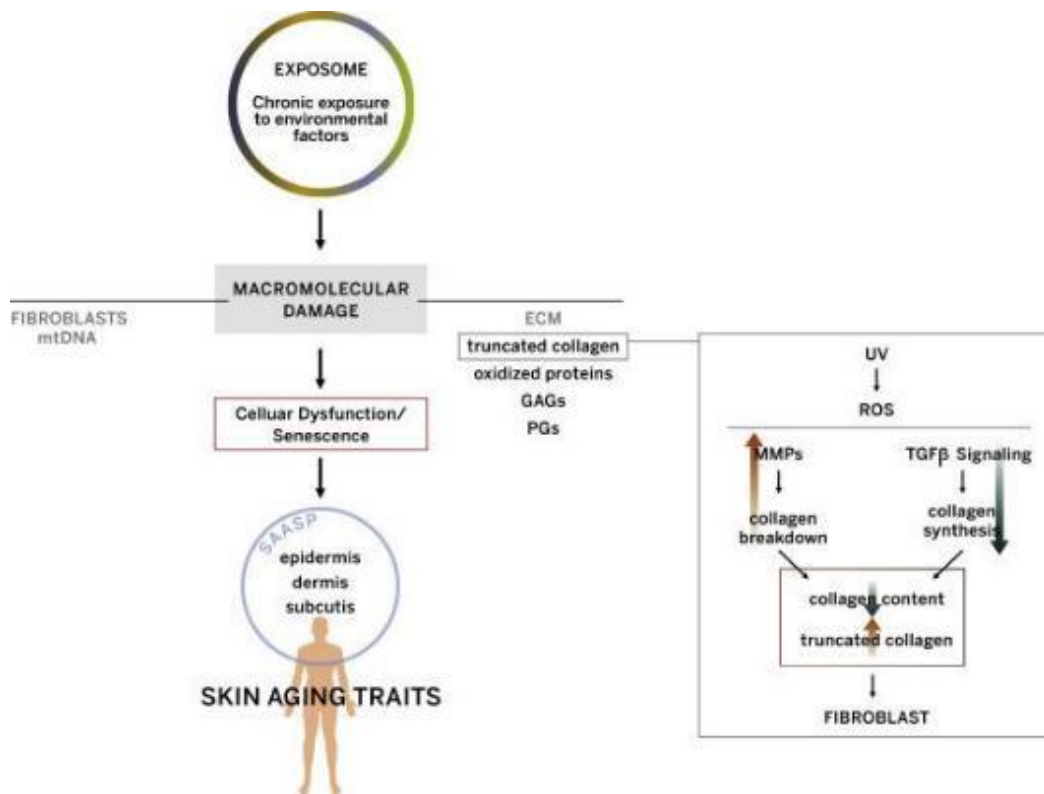 EXPOSOME
Chronic exposure
to environmental
factors
MACROMOLECULAR
DAMAGE
FIBROBLASTS
mtDNA
ECM
truncated collagen
oxidized proteins
GAGs
PGs
Celluar Dysfunction/
Senescence
SAASP
epidermis
dermis
subcutis
SKIN AGING TRAITS
UV
ROS
MMPs
collagen
breakdown
TGFβ Signaling
collagen
synthesis
collagen content
truncated collagen
FIBROBLAST